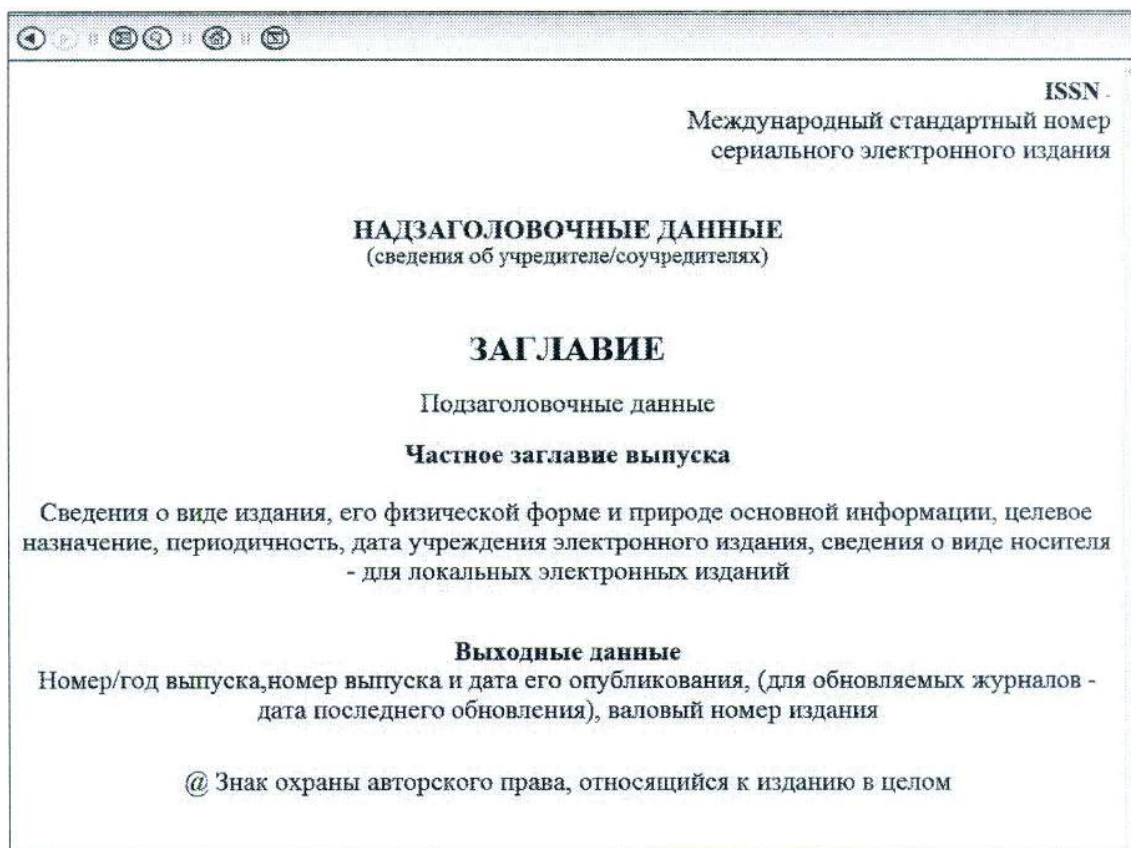 ISSN -
Международный стандартный номер
сериального электронного издания
НАДЗАГОЛОВОЧНЫЕ ДАННЫЕ
(сведения об учредителе/соучредителях)
ЗАГЛАВИЕ
Подзаголовочные данные
Частное заглавие выпуска
Сведения о виде издания, его физической форме и природе основной информации, целевое
назначение, периодичность, дата учреждения электронного издания, сведения о виде носителя
- для локальных электронных изданий
Выходные данные
Номер/год выпуска,номер выпуска и дата его опубликования, (для обновляемых журналов -
дата последнего обновления), валовый номер издания
@ Знак охраны авторского права, относящийся к изданию в целом